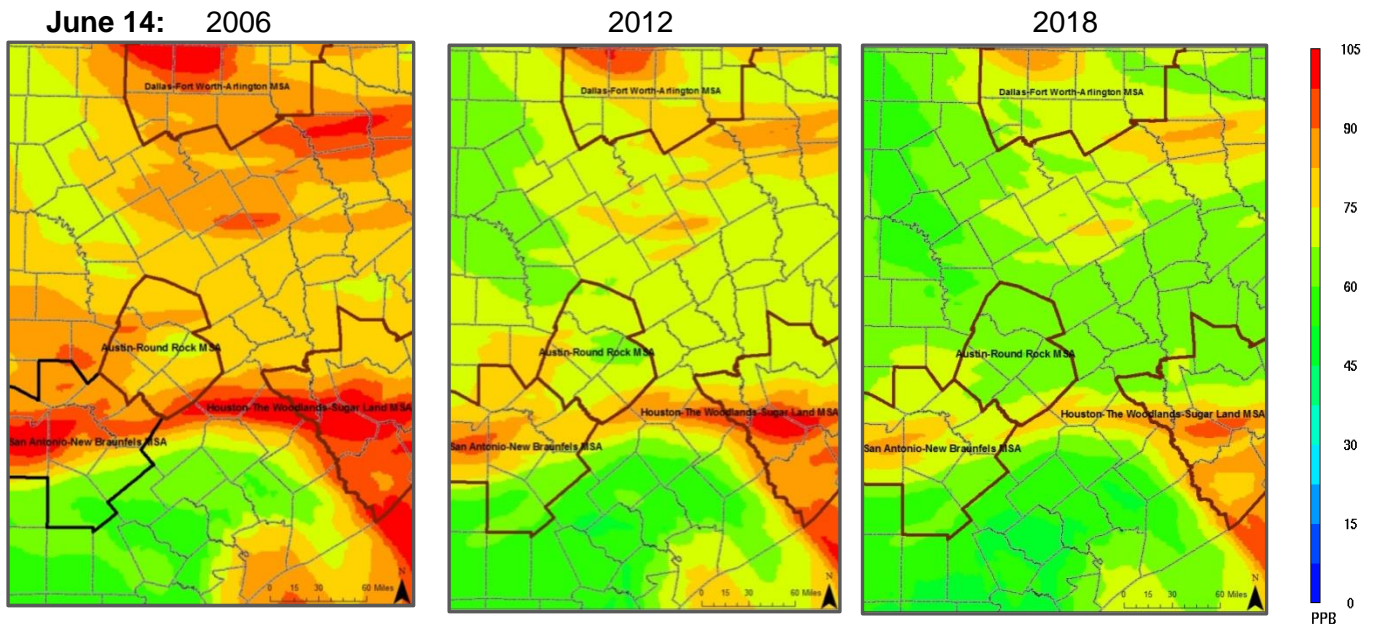 June 14: 2006 2012 2018
Dallas-Fort Worth-Arlington MSA
Austin-Round Rock MSA
Houston-The Woodlands-Sugar Land MSA
San Antonio-New Braunfels MSA
N
0 15 30 60 Miles
Dallas-Fort Worth-Arlington MSA
Austin-Round Rock MSA
Houston-The Woodlands-Sugar Land MSA
San Antonio-New Braunfels MSA
N
0 15 30 60 Miles
Dallas-Fort Worth-Arlington MSA
Austin-Round Rock MSA
Houston-The Woodlands-Sugar Land MSA
San Antonio-New Braunfels MSA
N
0 15 30 60 Miles
105
90
75
60
45
30
15
0
PPB